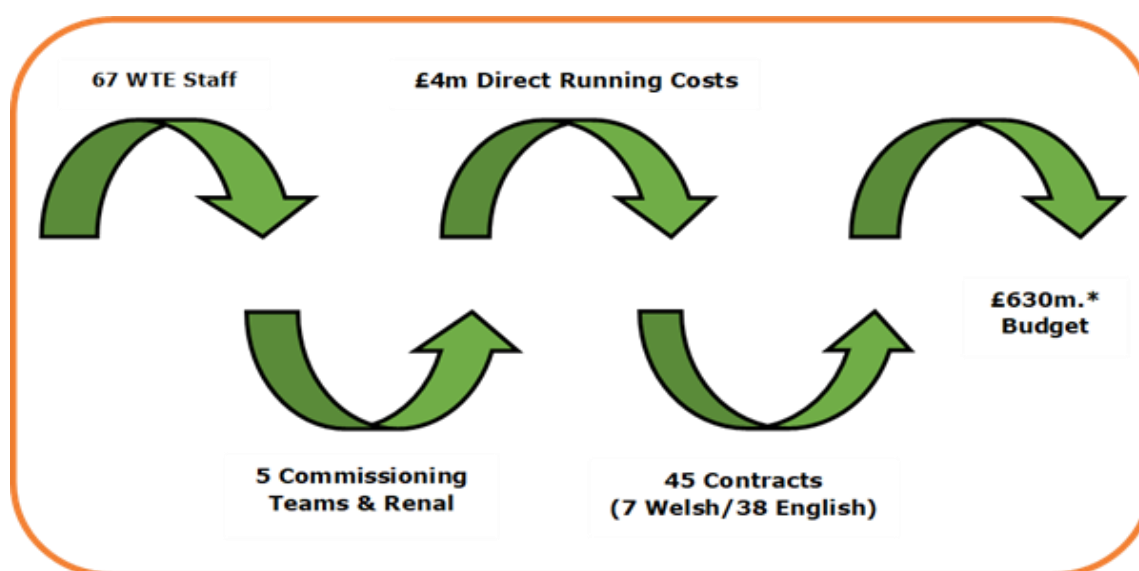 67 WTE Staff
£4m Direct Running Costs
£630m.*
Budget
5 Commissioning
Teams & Renal
45 Contracts
(7 Welsh/38 English)